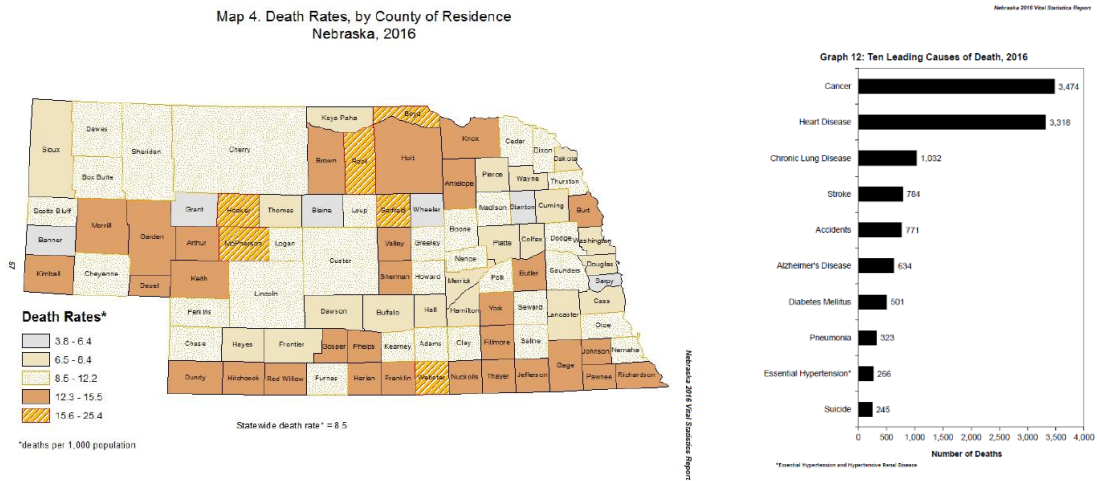 Map 4. Death Rates, by County of Residence
Nebraska, 2016
Sioux
Dawes
Box Butte
Sheridan
Cherry
Keya Paha
Boyd
Brown
Rock
Holt
Knox
Cedar
Dixon
Dakota
Antelope
Pierce
Wayne
Thurston
Scotts Bluff
Banner
Kimball
Morrill
Cheyenne
Garden
Deuel
Grant
Hooker
Thomas
Blaine
Loup
Garfield
Wheeler
Madison
Stanton
Cuming
Burt
Arthur
McPherson
Logan
Custer
Valley
Greeley
Boone
Platte
Colfax
Dodge
Washington
Nance
Keith
Lincoln
Sherman
Howard
Merrick
Polk
Butler
Saunders
Douglas
Sarpy
Perkins
Dawson
Buffalo
Hall
Hamilton
York
Seward
Lancaster
Cass
Otoe
Chase
Hayes
Frontier
Gosper
Phelps
Kearney
Adams
Clay
Fillmore
Saline
Gage
Johnson
Nemaha
Dundy
Hitchcock
Red Willow
Furnas
Harlan
Franklin
Webster
Nuckolls
Thayer
Jefferson
Pawnee
Richardson
Death Rates*
3.8 - 6.4
6.5 - 8.4
8.5 - 12.2
12.3 - 15.5
15.6 - 25.4
*deaths per 1,000 population
Statewide death rate* = 8.5
57
Nebraska 2016 Vital Statistics Report
Nebraska 2016 Vital Statistics Report
Graph 12: Ten Leading Causes of Death, 2016
Cancer 3,474
Heart Disease 3,318
Chronic Lung Disease 1,032
Stroke 784
Accidents 771
Alzheimer's Disease 634
Diabetes Mellitus 501
Pneumonia 323
Essential Hypertension* 266
Suicide 245
0 500 1,000 1,500 2,000 2,500 3,000 3,500 4,000
Number of Deaths
*Essential Hypertension and Hypertensive Renal Disease